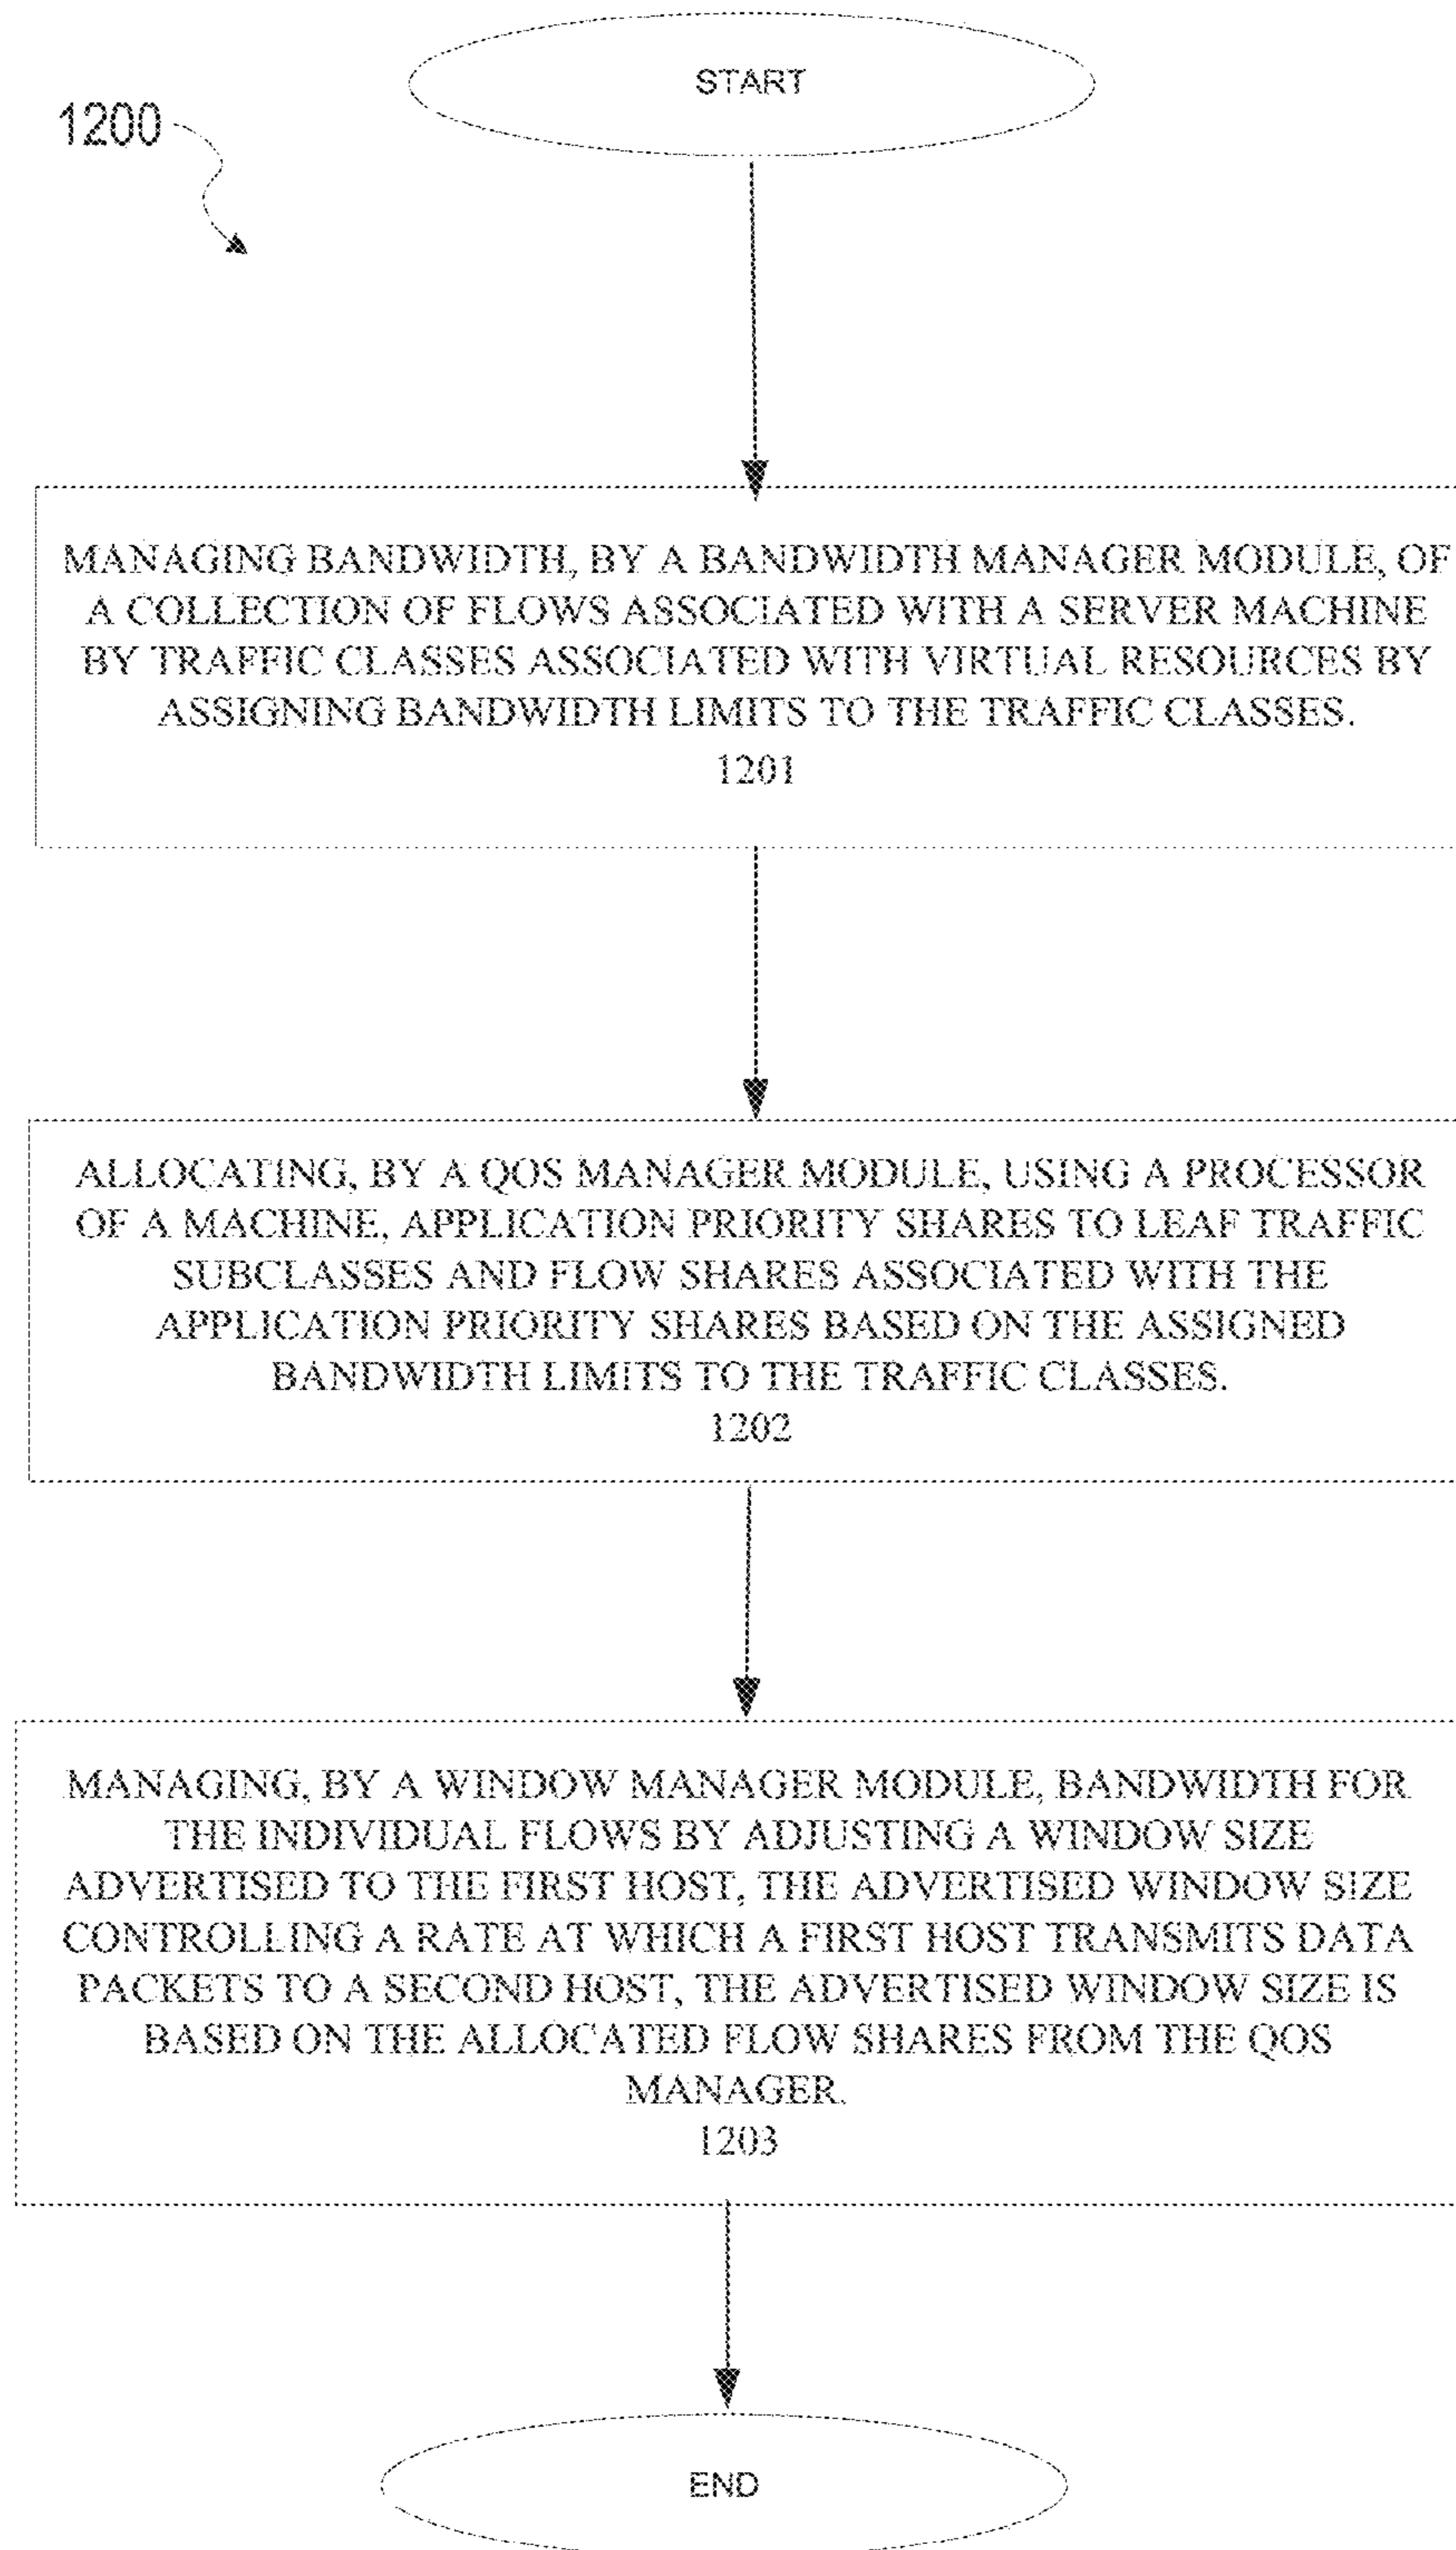 START
1200
MANAGING BANDWIDTH, BY A BANDWIDTH MANAGER MODULE, OF
A COLLECTION OF FLOWS ASSOCIATED WITH A SERVER MACHINE
BY TRAFFIC CLASSES ASSOCIATED WITH VIRTUAL RESOURCES BY
ASSIGNING BANDWIDTH LIMITS TO THE TRAFFIC CLASSES.
1201
ALLOCATING, BY A QOS MANAGER MODULE, USING A PROCESSOR
OF A MACHINE, APPLICATION PRIORITY SHARES TO LEAF TRAFFIC
SUBCLASSES AND FLOW SHARES ASSOCIATED WITH THE
APPLICATION PRIORITY SHARES BASED ON THE ASSIGNED
BANDWIDTH LIMITS TO THE TRAFFIC CLASSES.
1202
MANAGING, BY A WINDOW MANAGER MODULE, BANDWIDTH FOR
THE INDIVIDUAL FLOWS BY ADJUSTING A WINDOW SIZE
ADVERTISED TO THE FIRST HOST, THE ADVERTISED WINDOW SIZE
CONTROLLING A RATE AT WHICH A FIRST HOST TRANSMITS DATA
PACKETS TO A SECOND HOST, THE ADVERTISED WINDOW SIZE IS
BASED ON THE ALLOCATED FLOW SHARES FROM THE QOS
MANAGER.
1203
END